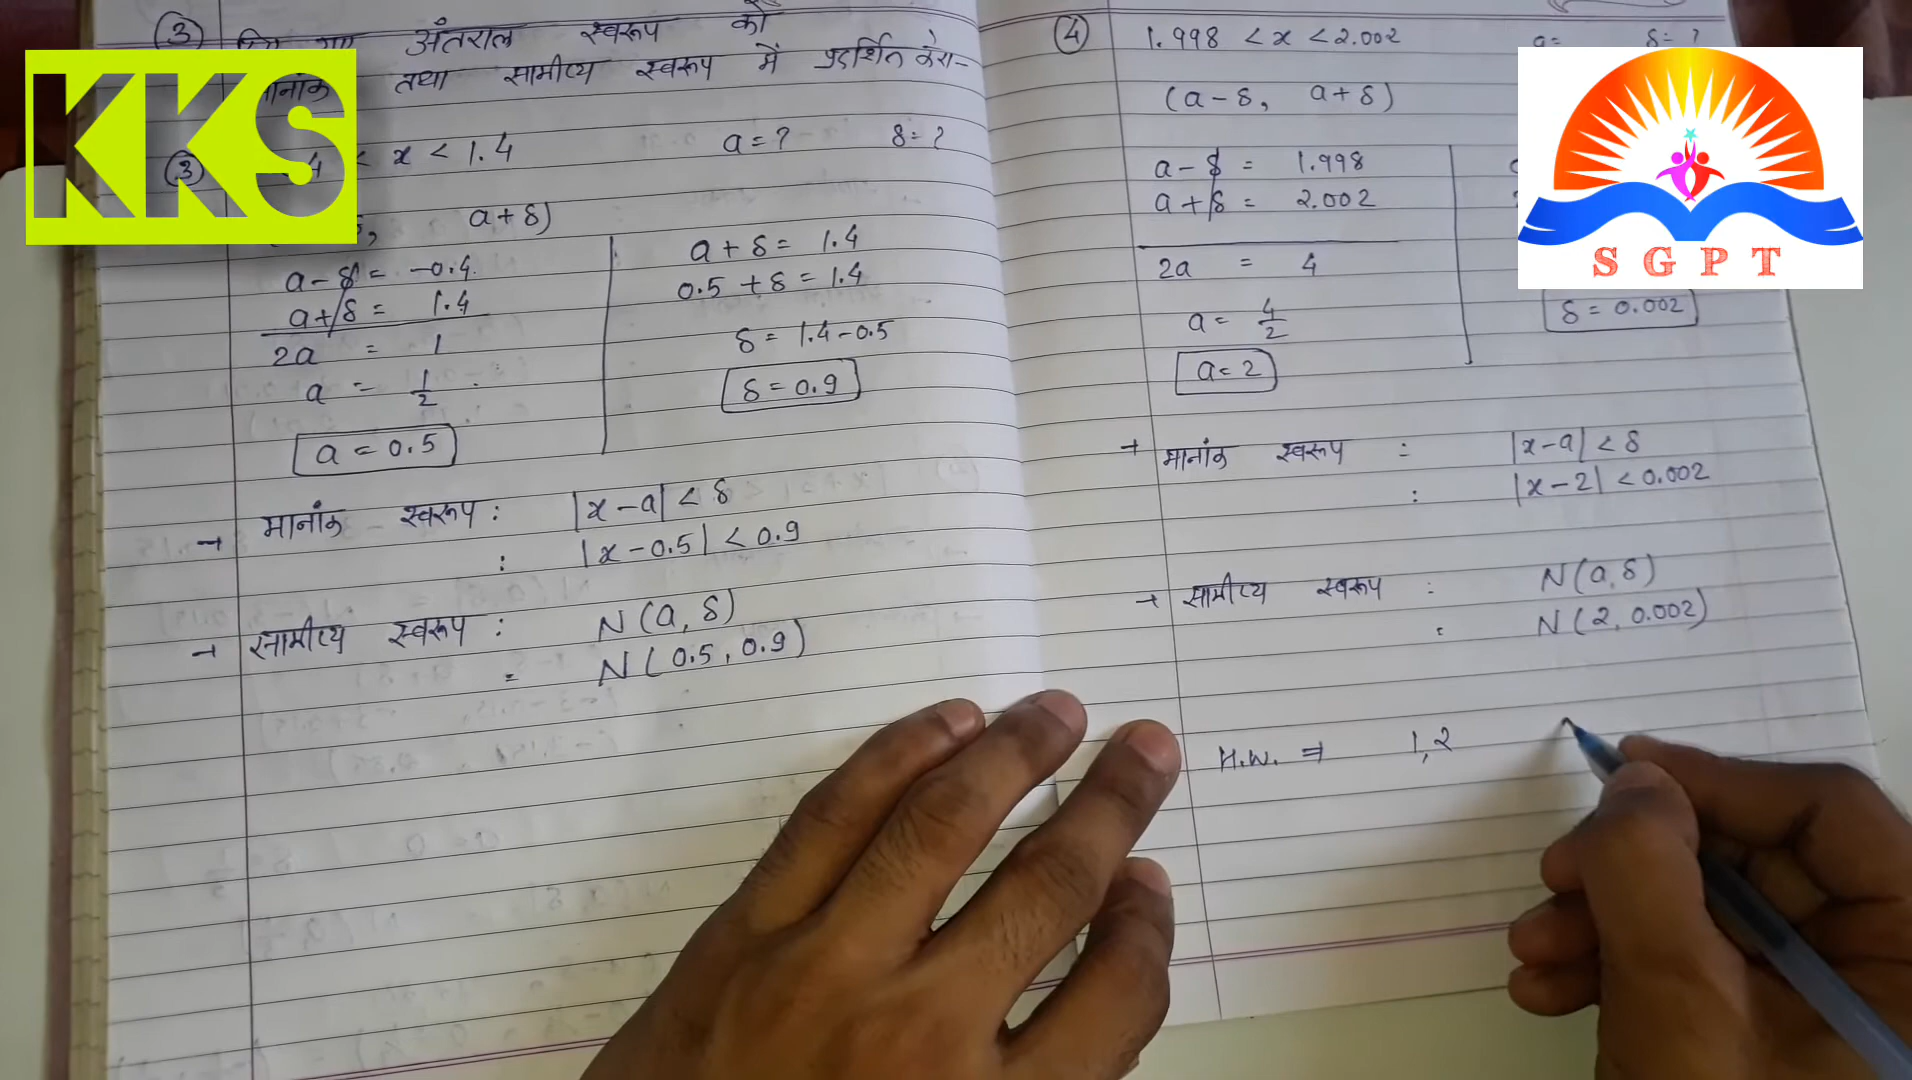 ③ अंतराल स्वरूप को
तथा सामीप्य स्वरूप में प्रदर्शित करो-
KKS
③ 4 < x < 1.4 a = ? δ = ?
, a + δ)
a - δ = -0.4
a + δ = 1.4
2a = 1
a = 1/2
a = 0.5
a + δ = 1.4
0.5 + δ = 1.4
δ = 1.4 - 0.5
δ = 0.9
→ मानांक स्वरूप : |x - a| < δ
: |x - 0.5| < 0.9
→ सामीप्य स्वरूप : N(a, δ)
= N(0.5, 0.9)
④ 1.998 < x < 2.002 a = δ = ?
(a - δ, a + δ)
a - δ = 1.998
a + δ = 2.002
2a = 4
a = 4/2
a = 2
SGPT
δ = 0.002
→ मानांक स्वरूप : |x - a| < δ
: |x - 2| < 0.002
→ सामीप्य स्वरूप : N(a, δ)
: N(2, 0.002)
H.W. ⇒ 1, 2